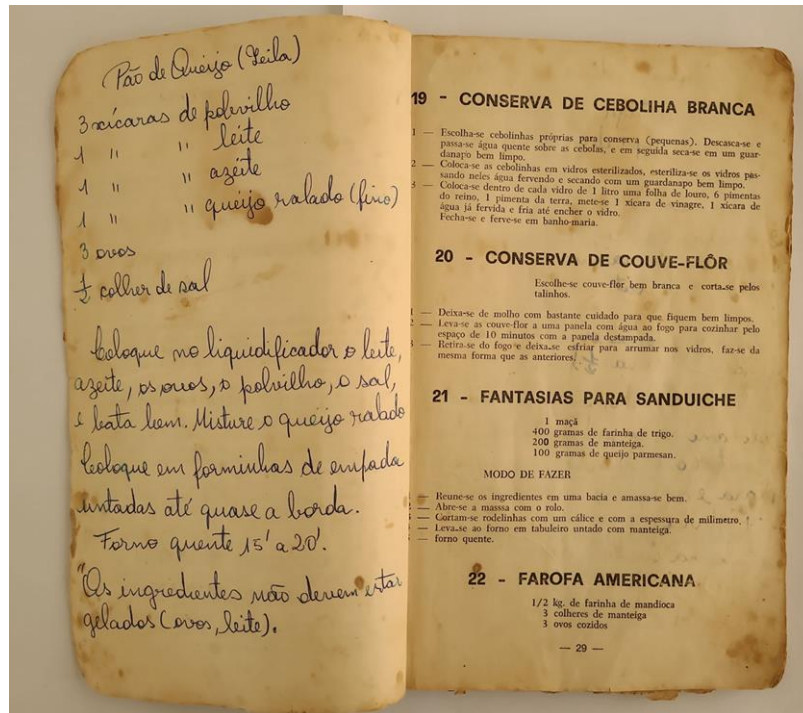 Pão de Queijo (Leila)
3 xícaras de polvilho
1 " " leite
1 " " azeite
1 " " queijo ralado (fino)
3 ovos
½ colher de sal
Coloque no liquidificador o leite,
azeite, os ovos, o polvilho, o sal,
e bata bem. Misture o queijo ralado
Coloque em forminhas de empada
untadas até quase a borda.
Forno quente 15' a 20'.
"Os ingredientes não devem estar
gelados (ovos, leite).
19 - CONSERVA DE CEBOLIHA BRANCA
1 — Escolha-se cebolinhas próprias para conserva (pequenas). Descasca-se e
passa-se água quente sobre as cebolas, e em seguida seca-se em um guar-
danapo bem limpo.
2 — Coloca-se as cebolinhas em vidros esterilizados, esteriliza-se os vidros pas-
sando neles água fervendo e secando com um guardanapo bem limpo.
3 — Coloca-se dentro de cada vidro de 1 litro uma folha de louro, 6 pimentas
do reino, 1 pimenta da terra, mete-se 1 xícara de vinagre, 1 xícara de
água já fervida e fria até encher o vidro.
Fecha-se e ferve-se em banho-maria.
20 - CONSERVA DE COUVE-FLÔR
Escolhe-se couve-flor bem branca e corta-se pelos
talinhos.
— Deixa-se de molho com bastante cuidado para que fiquem bem limpos.
— Leva-se as couve-flor a uma panela com água ao fogo para cozinhar pelo
espaço de 10 minutos com a panela destampada.
— Retira-se do fogo e deixa-se esfriar para arrumar nos vidros, faz-se da
mesma forma que as anteriores.
21 - FANTASIAS PARA SANDUICHE
1 maçã
400 gramas de farinha de trigo.
200 gramas de manteiga.
100 gramas de queijo parmesan.
MODO DE FAZER
— Reune-se os ingredientes em uma bacia e amassa-se bem.
— Abre-se a masssa com o rolo.
— Cortam-se rodelinhas com um cálice e com a espessura de milimetro.
— Leva-se ao forno em tabuleiro untado com manteiga.
— forno quente.
22 - FAROFA AMERICANA
1/2 kg. de farinha de mandioca
3 colheres de manteiga
3 ovos cozidos
— 29 —